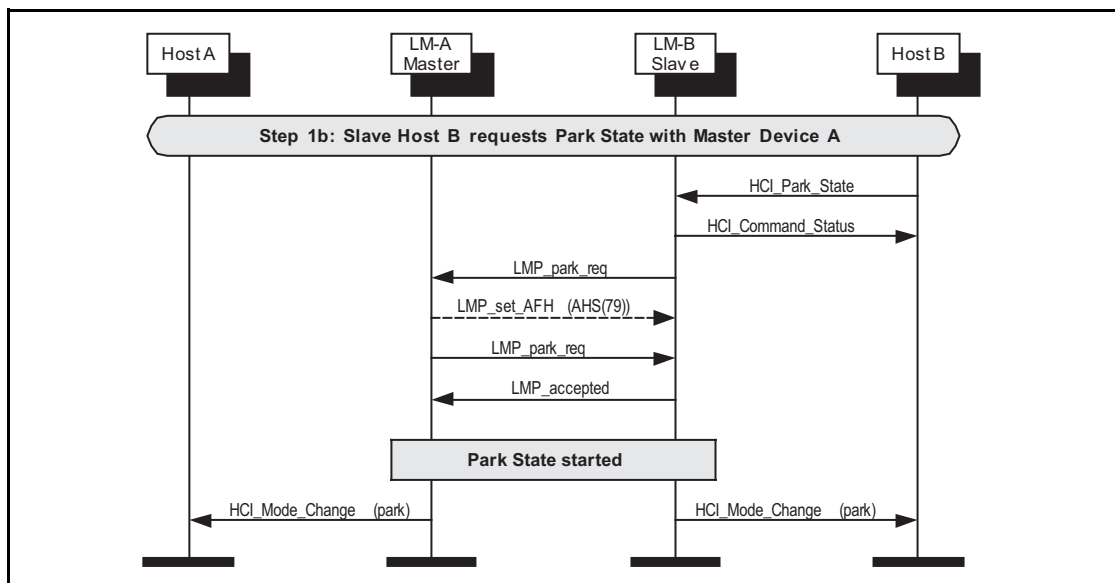 Host A
LM-A
Master
LM-B
Slave
Host B
Step 1b: Slave Host B requests Park State with Master Device A
HCI_Park_State
HCI_Command_Status
LMP_park_req
LMP_set_AFH (AHS(79))
LMP_park_req
LMP_accepted
Park State started
HCI_Mode_Change (park)
HCI_Mode_Change (park)